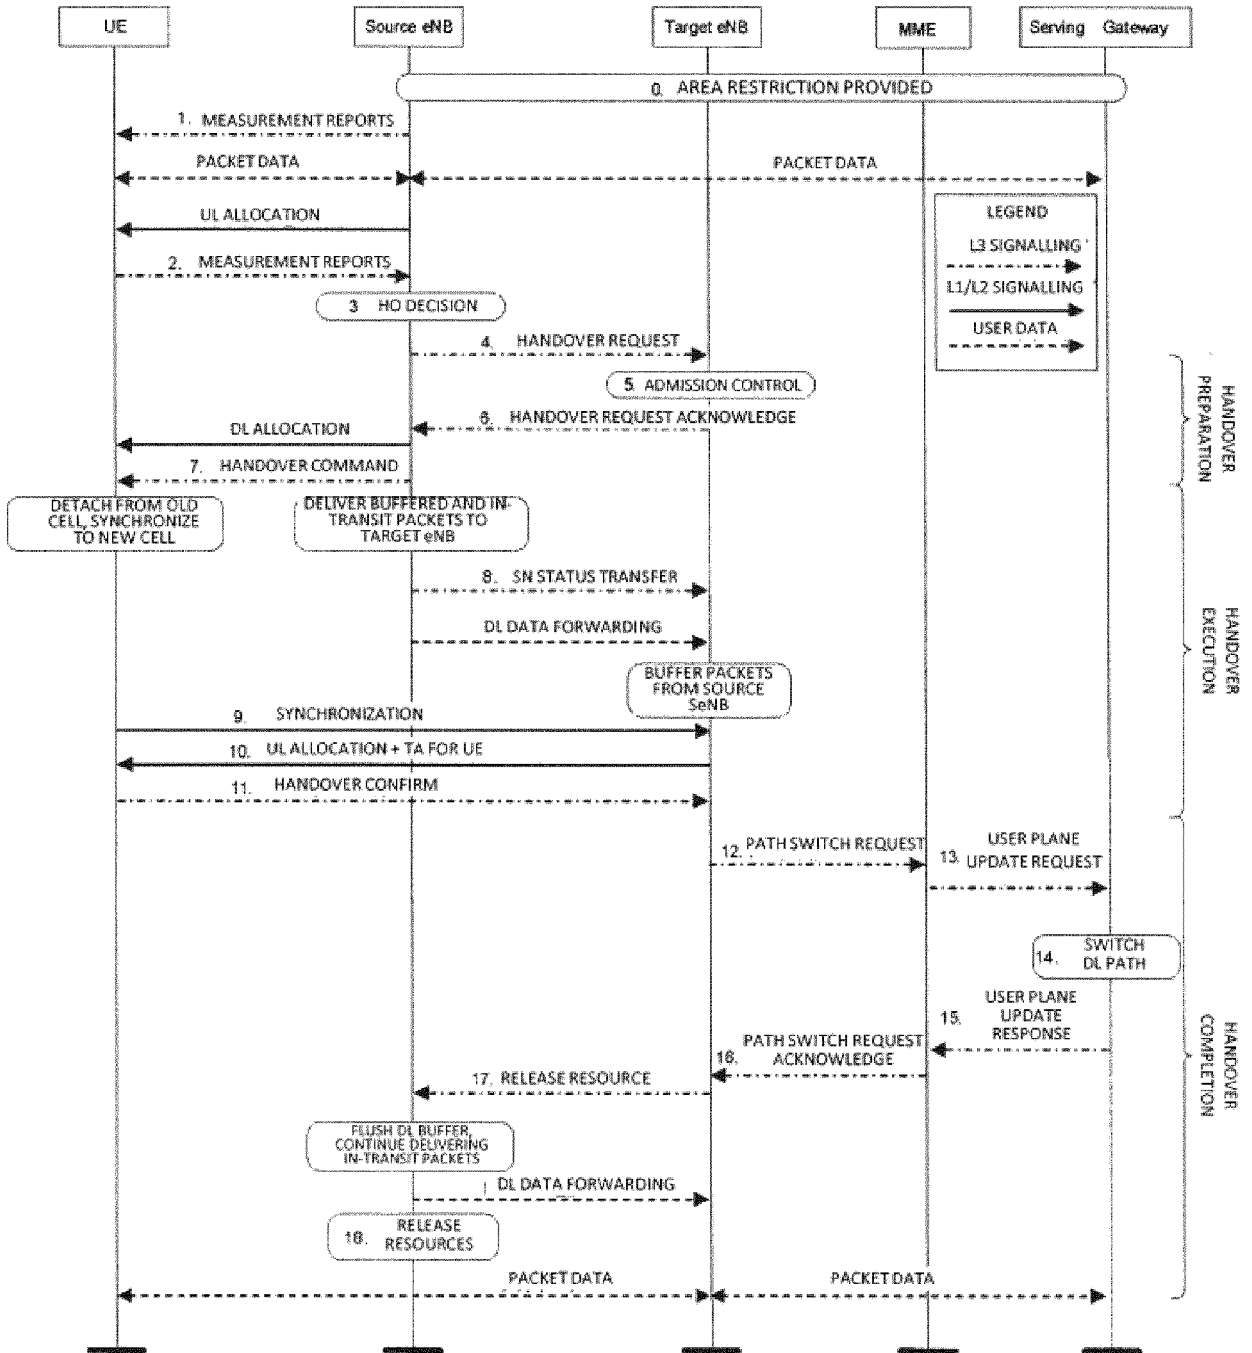 UE
Source eNB
Target eNB
MME
Serving Gateway
0. AREA RESTRICTION PROVIDED
1. MEASUREMENT REPORTS
PACKET DATA
PACKET DATA
UL ALLOCATION
LEGEND
L3 SIGNALLING
L1/L2 SIGNALLING
USER DATA
2. MEASUREMENT REPORTS
3 HO DECISION
4. HANDOVER REQUEST
5. ADMISSION CONTROL
6. HANDOVER REQUEST ACKNOWLEDGE
DL ALLOCATION
7. HANDOVER COMMAND
HANDOVER
PREPARATION
DETACH FROM OLD
CELL, SYNCHRONIZE
TO NEW CELL
DELIVER BUFFERED AND IN-
TRANSIT PACKETS TO
TARGET eNB
8. SN STATUS TRANSFER
DL DATA FORWARDING
BUFFER PACKETS
FROM SOURCE
SeNB
HANDOVER
EXECUTION
9. SYNCHRONIZATION
10. UL ALLOCATION + TA FOR UE
11. HANDOVER CONFIRM
12. PATH SWITCH REQUEST
13. USER PLANE
UPDATE REQUEST
14. SWITCH
DL PATH
15. USER PLANE
UPDATE
RESPONSE
16. PATH SWITCH REQUEST
ACKNOWLEDGE
17. RELEASE RESOURCE
HANDOVER
COMPLETION
FLUSH DL BUFFER,
CONTINUE DELIVERING
IN-TRANSIT PACKETS
DL DATA FORWARDING
18. RELEASE
RESOURCES
PACKET DATA
PACKET DATA